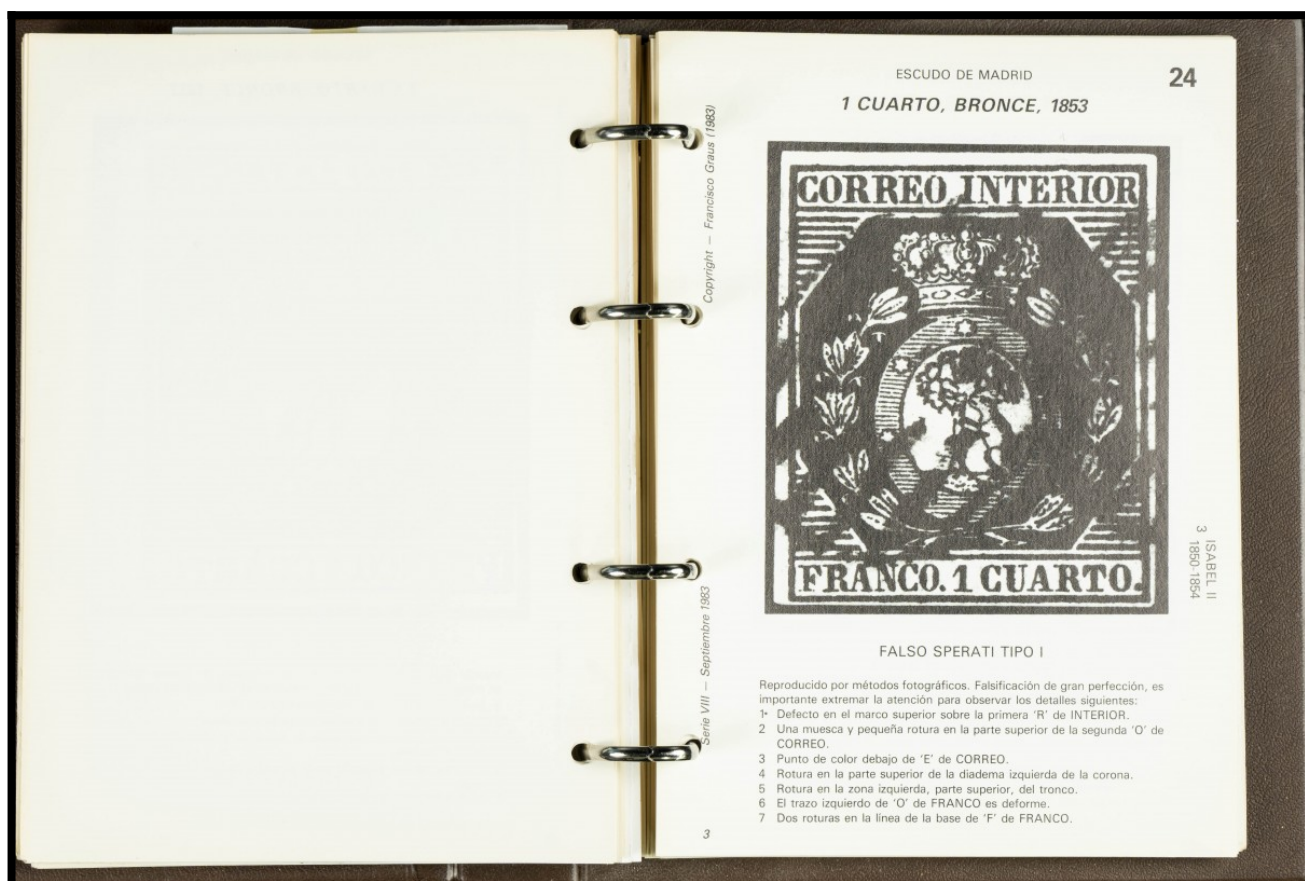 ESCUDO DE MADRID
24
1 CUARTO, BRONCE, 1853
Copyright — Francisco Graus (1983)
CORREO INTERIOR
FRANCO. 1 CUARTO.
3 ISABEL II
1850-1854
Serie VIII — Septiembre 1983
FALSO SPERATI TIPO I
Reproducido por métodos fotográficos. Falsificación de gran perfección, es
importante extremar la atención para observar los detalles siguientes:
1• Defecto en el marco superior sobre la primera 'R' de INTERIOR.
2 Una muesca y pequeña rotura en la parte superior de la segunda 'O' de
CORREO.
3 Punto de color debajo de 'E' de CORREO.
4 Rotura en la parte superior de la diadema izquierda de la corona.
5 Rotura en la zona izquierda, parte superior, del tronco.
6 El trazo izquierdo de 'O' de FRANCO es deforme.
7 Dos roturas en la línea de la base de 'F' de FRANCO.
3